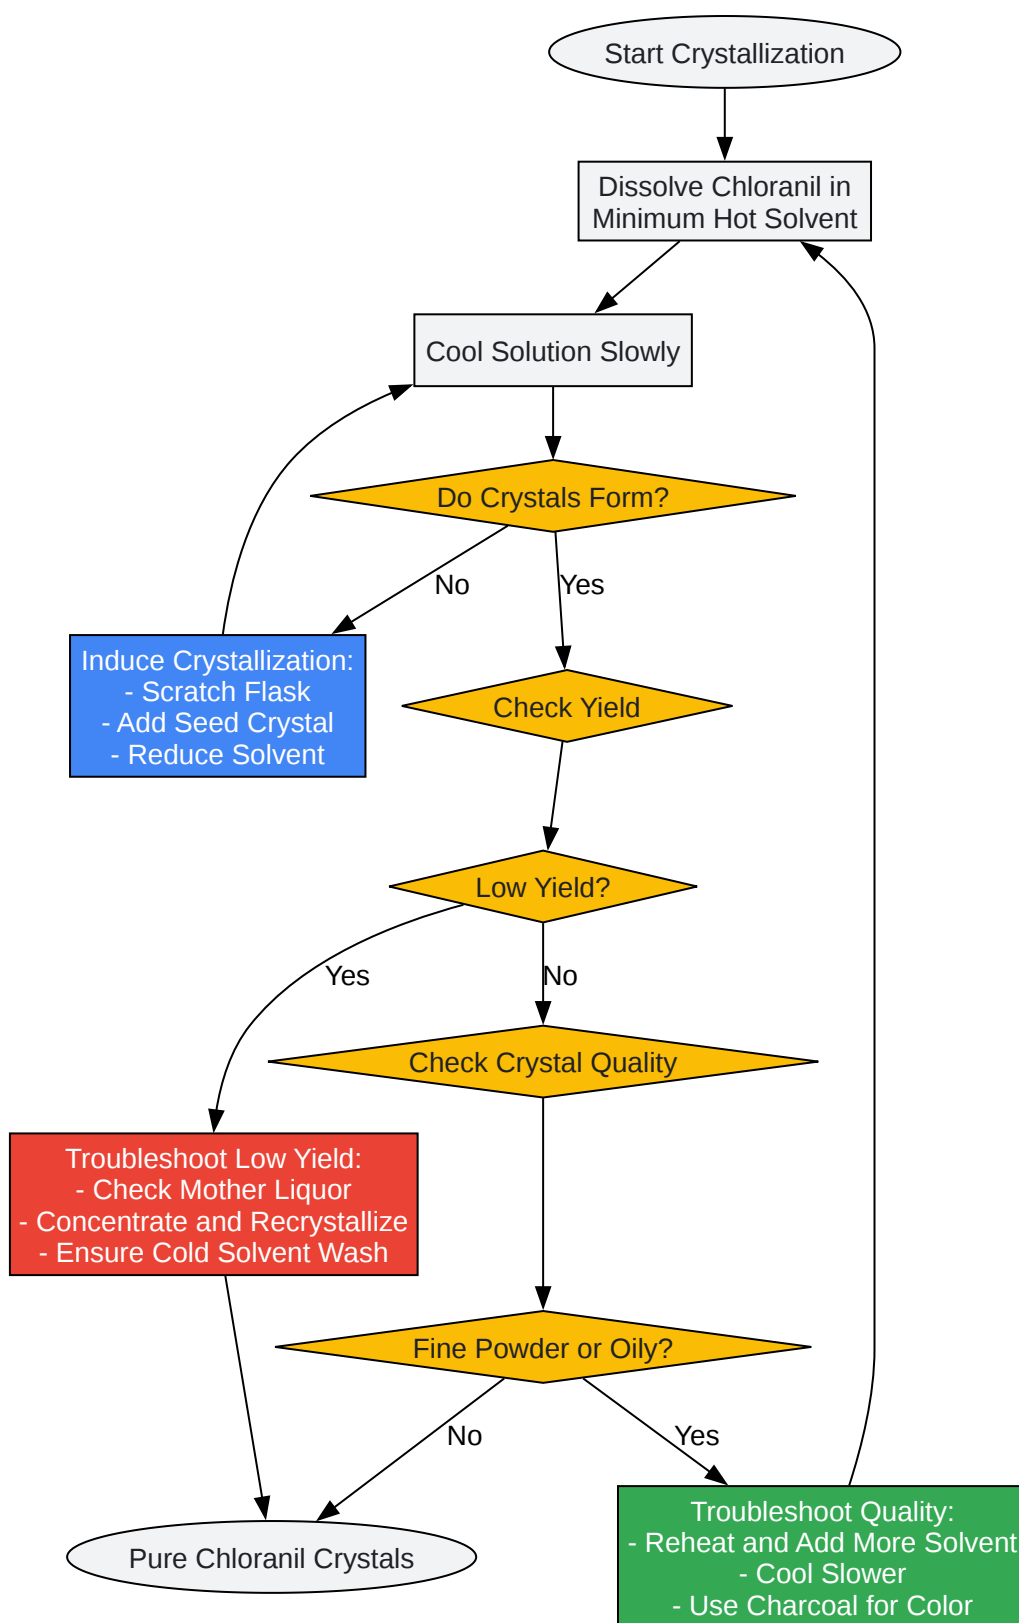 Start Crystallization
Dissolve Chloranil in
Minimum Hot Solvent
Cool Solution Slowly
Do Crystals Form?
No
Yes
Induce Crystallization:
- Scratch Flask
- Add Seed Crystal
- Reduce Solvent
Check Yield
Low Yield?
Yes
No
Check Crystal Quality
Troubleshoot Low Yield:
- Check Mother Liquor
- Concentrate and Recrystallize
- Ensure Cold Solvent Wash
Fine Powder or Oily?
No
Yes
Pure Chloranil Crystals
Troubleshoot Quality:
- Reheat and Add More Solvent
- Cool Slower
- Use Charcoal for Color